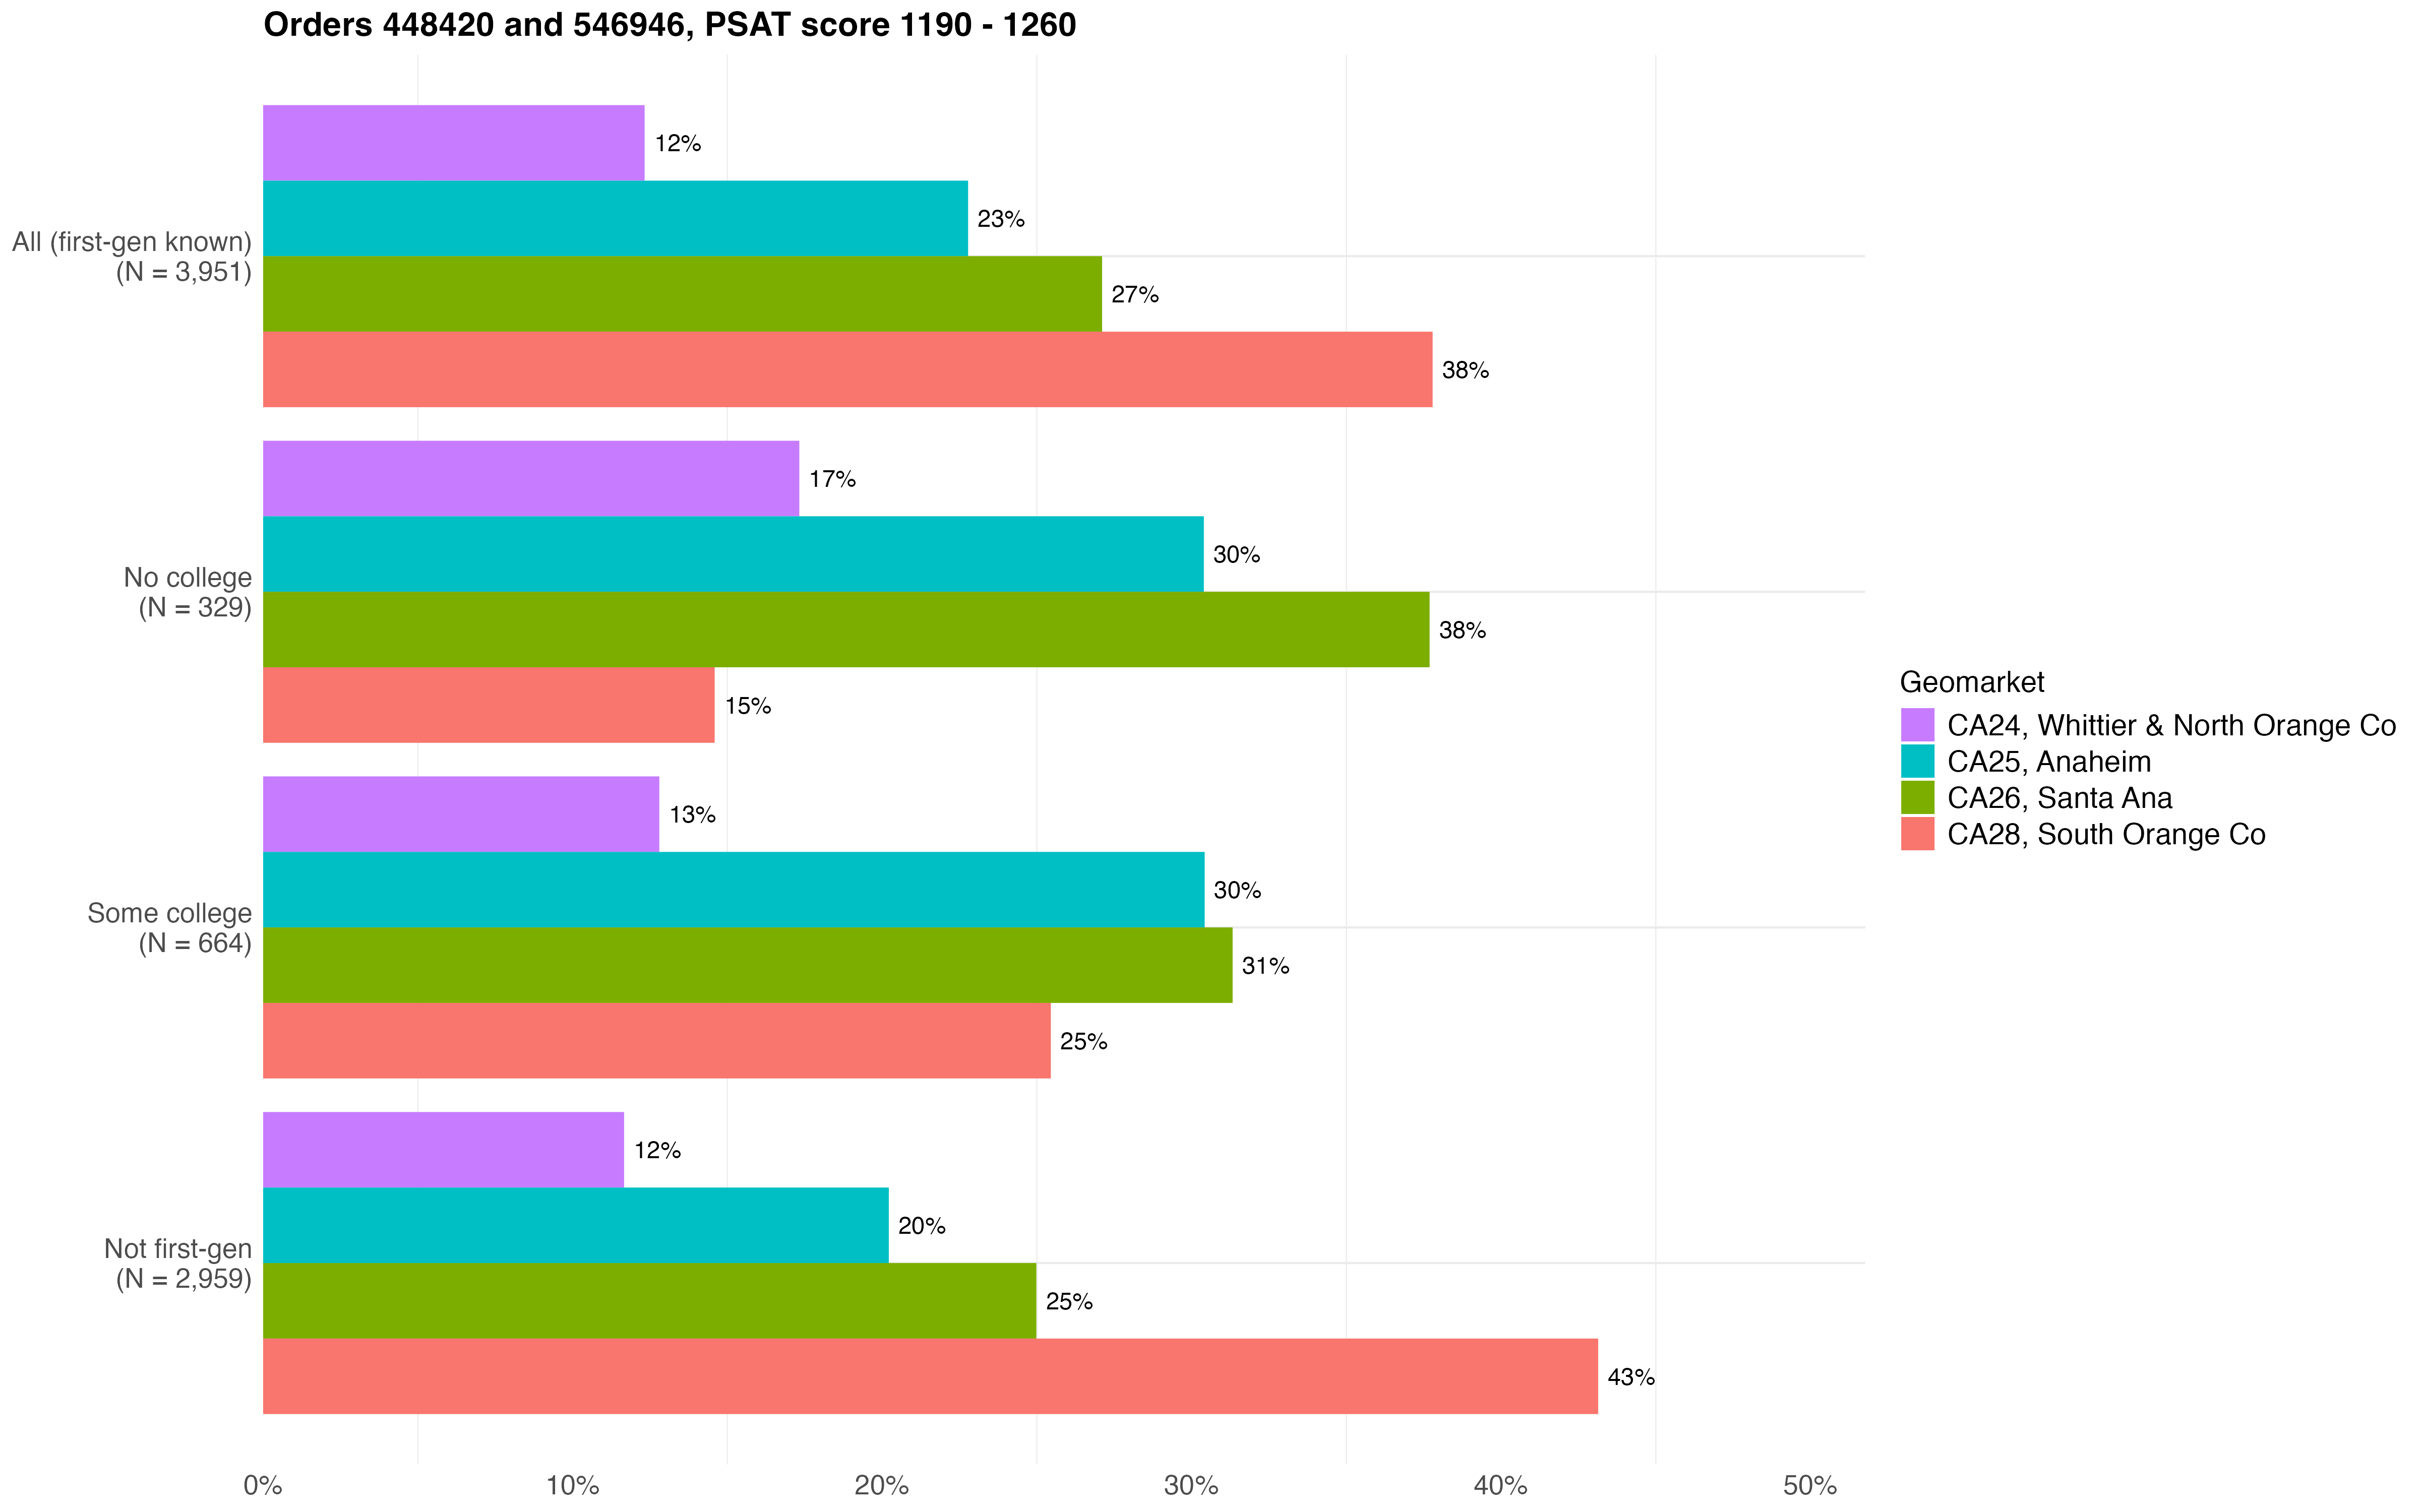 Orders 448420 and 546946, PSAT score 1190 - 1260
All (first-gen known)
(N = 3,951)
12%
23%
27%
38%
No college
(N = 329)
17%
30%
38%
15%
Some college
(N = 664)
13%
30%
31%
25%
Not first-gen
(N = 2,959)
12%
20%
25%
43%
0% 10% 20% 30% 40% 50%
Geomarket
CA24, Whittier & North Orange Co
CA25, Anaheim
CA26, Santa Ana
CA28, South Orange Co